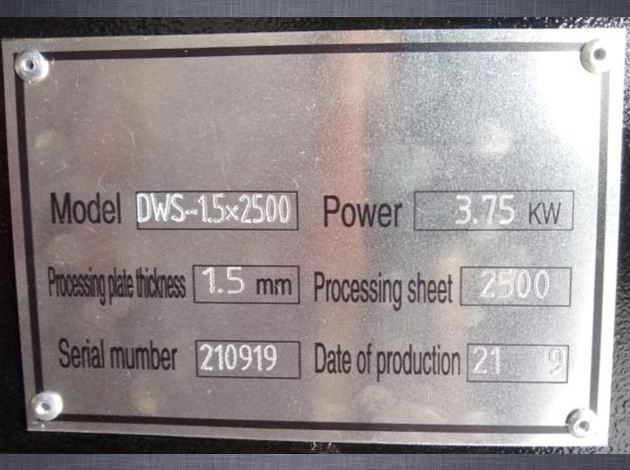 Model DWS-1.5×2500 Power 3.75 KW
Processing plate thickness 1.5 mm Processing sheet 2500
Serial mumber 210919 Date of production 21 9